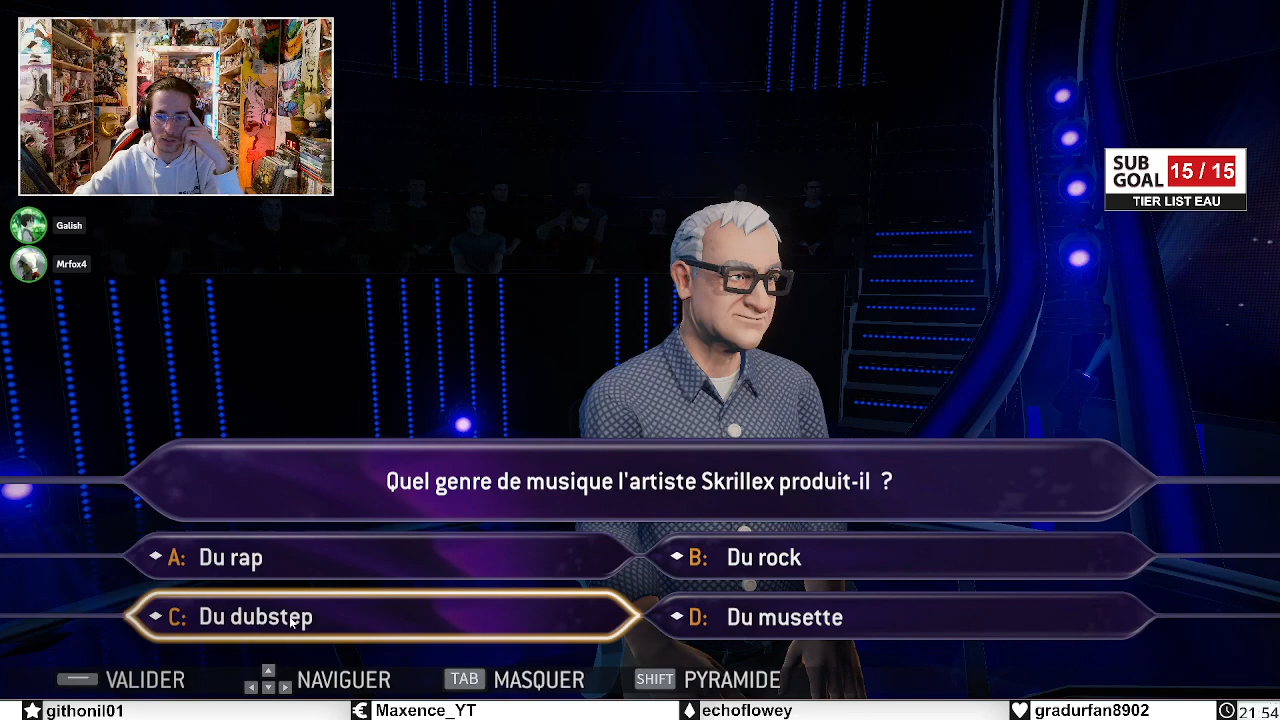 SUB
GOAL
15 / 15
TIER LIST EAU
Galish
Mrfox4
Quel genre de musique l'artiste Skrillex produit-il ?
A: Du rap
B: Du rock
C: Du dubstep
D: Du musette
VALIDER
NAVIGUER
TAB MASQUER
SHIFT PYRAMIDE
githonil01
Maxence_YT
echoflowey
gradurfan8902
21:54